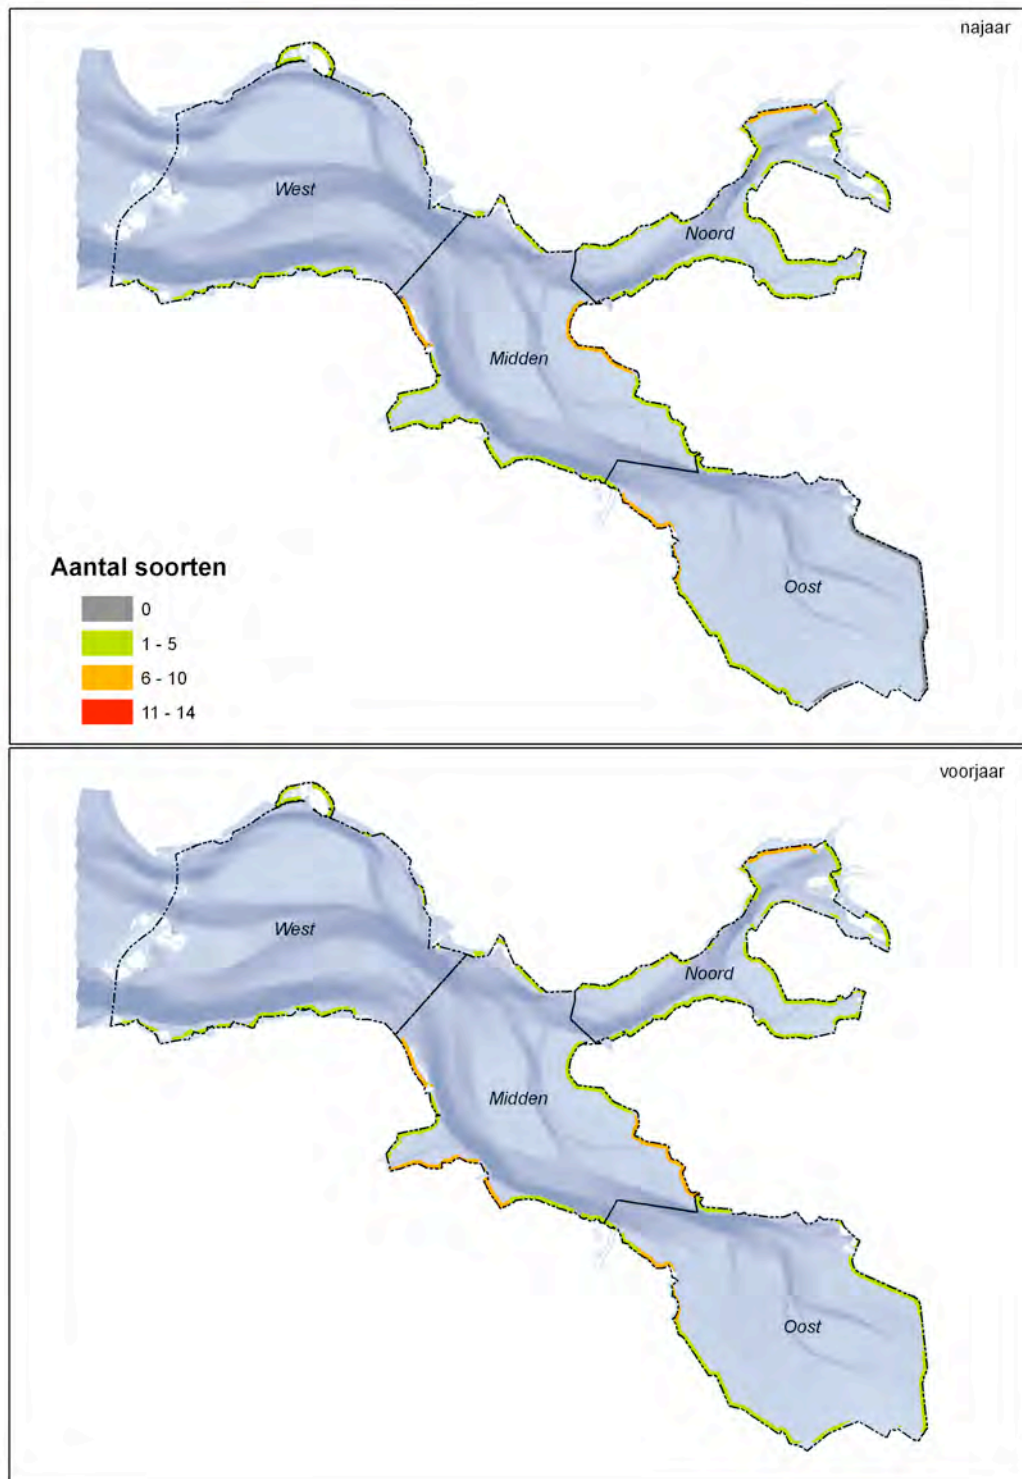 najaar
West
Noord
Midden
Oost
Aantal soorten
0
1 - 5
6 - 10
11 - 14
voorjaar
West
Noord
Midden
Oost